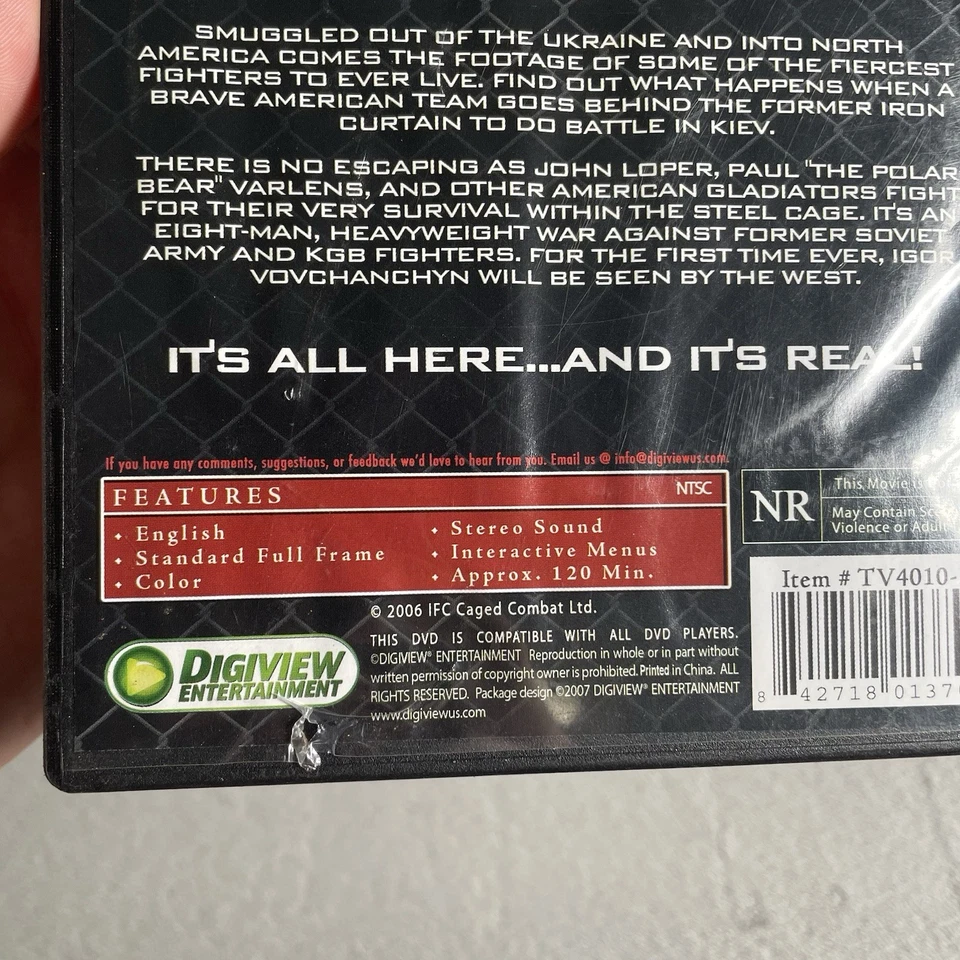 SMUGGLED OUT OF THE UKRAINE AND INTO NORTH
AMERICA COMES THE FOOTAGE OF SOME OF THE FIERCEST
FIGHTERS TO EVER LIVE. FIND OUT WHAT HAPPENS WHEN A
BRAVE AMERICAN TEAM GOES BEHIND THE FORMER IRON
CURTAIN TO DO BATTLE IN KIEV.
THERE IS NO ESCAPING AS JOHN LOPER, PAUL "THE POLAR
BEAR" VARLENS, AND OTHER AMERICAN GLADIATORS FIGHT
FOR THEIR VERY SURVIVAL WITHIN THE STEEL CAGE. IT'S AN
EIGHT-MAN, HEAVYWEIGHT WAR AGAINST FORMER SOVIET
ARMY AND KGB FIGHTERS. FOR THE FIRST TIME EVER, IGOR
VOVCHANCHYN WILL BE SEEN BY THE WEST.
IT'S ALL HERE...AND IT'S REAL!
If you have any comments, suggestions, or feedback we'd love to hear from you. Email us @ info@digiviewus.com.
FEATURES NTSC
English
Standard Full Frame
Color
Stereo Sound
Interactive Menus
Approx. 120 Min.
NR
This Movie is
May Contain
Violence or Adul
Item # TV4010-
8 42718 0137
© 2006 IFC Caged Combat Ltd.
THIS DVD IS COMPATIBLE WITH ALL DVD PLAYERS.
©DIGIVIEW® ENTERTAINMENT Reproduction in whole or in part without
written permission of copyright owner is prohibited. Printed in China. ALL
RIGHTS RESERVED. Package design ©2007 DIGIVIEW® ENTERTAINMENT
www.digiviewus.com
DIGIVIEW
ENTERTAINMENT